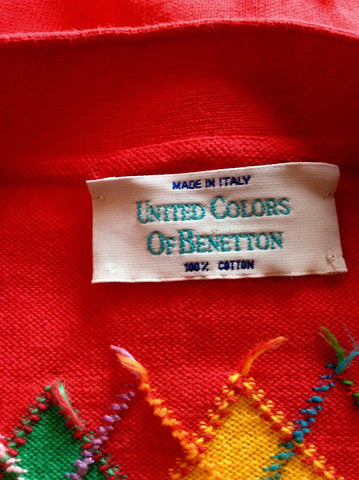 MADE IN ITALY
UNITED COLORS
OF BENETTON
100% COTTON